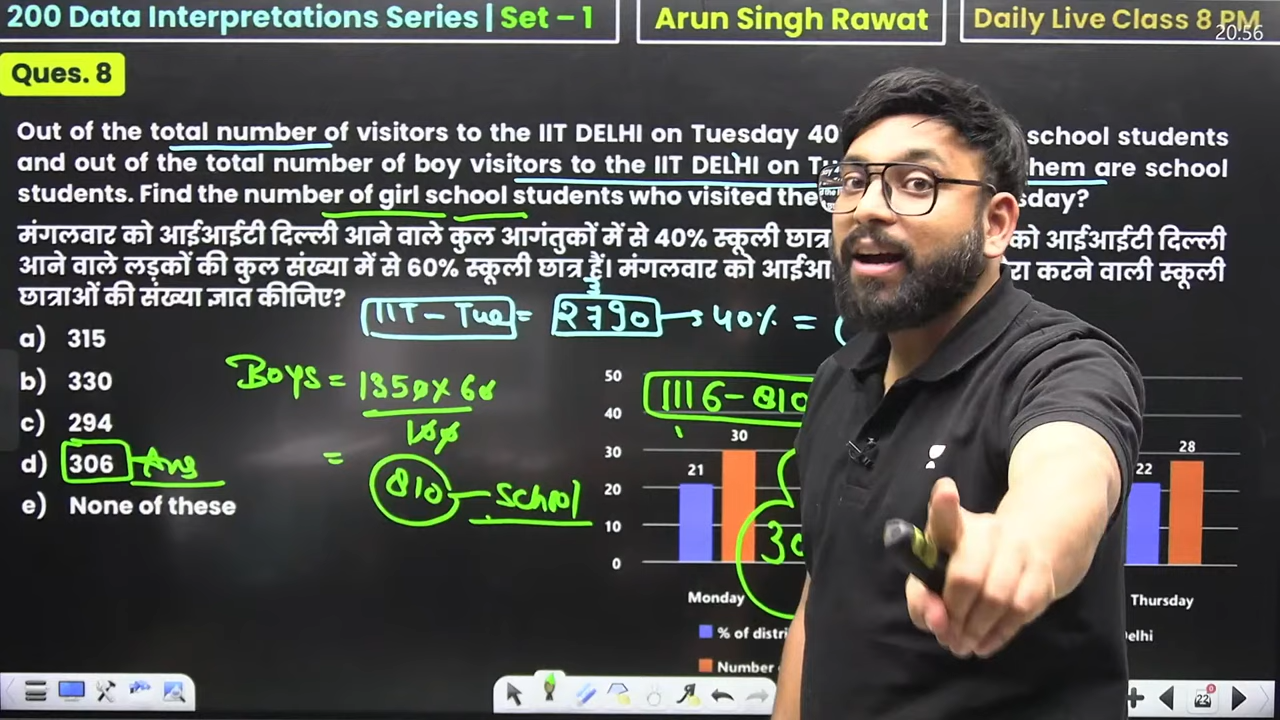 200 Data Interpretations Series | Set – 1
Arun Singh Rawat
Daily Live Class 8 PM
20:56
Ques. 8
Out of the total number of visitors to the IIT DELHI on Tuesday 40 school students
and out of the total number of boy visitors to the IIT DELHI on Tu them are school
students. Find the number of girl school students who visited the sday?
मंगलवार को आईआईटी दिल्ली आने वाले कुल आगंतुकों में से 40% स्कूली छात्र को आईआईटी दिल्ली
आने वाले लड़कों की कुल संख्या में से 60% स्कूली छात्र हैं। मंगलवार को आईआ रा करने वाली स्कूली
छात्राओं की संख्या ज्ञात कीजिए?
IIT - Tue = 2790 → 40% =
a) 315
b) 330
c) 294
d) 306 Ans
e) None of these
Boys = 1350 x 60
100
= 810 - school
1116 - 810
30
50
40
30
20
10
0
21
30
22
28
Monday
Thursday
% of distri
elhi
Number
22